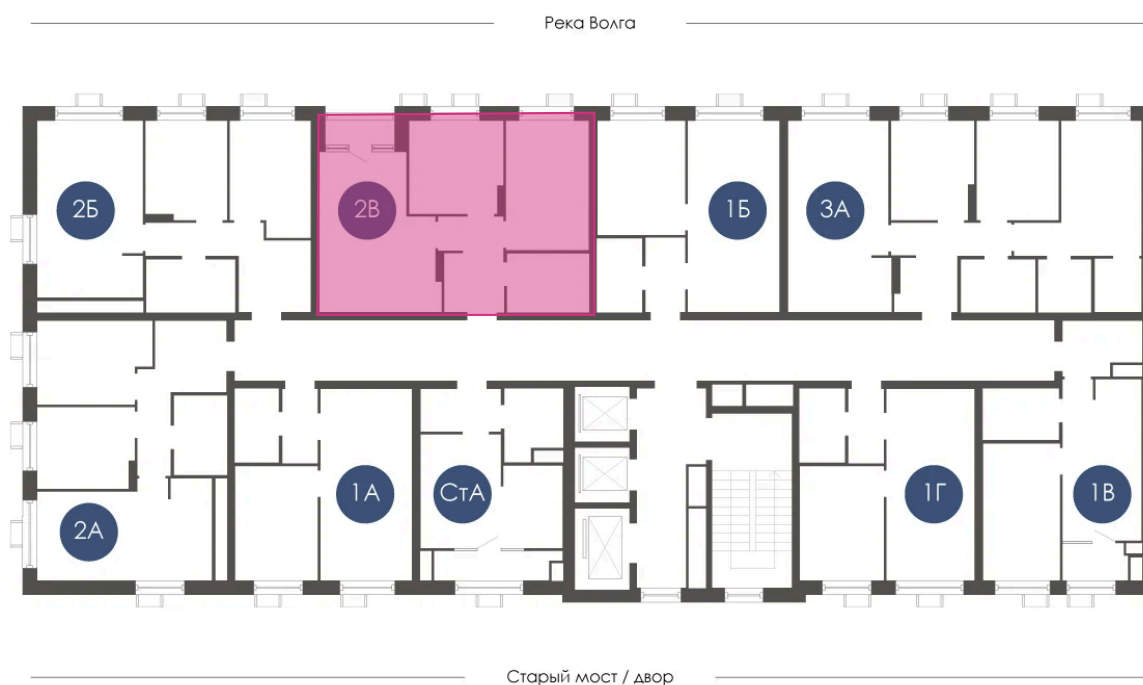 Река Волга
2Б
2В
1Б
3А
2А
1А
СтА
1Г
1В
Старый мост / двор